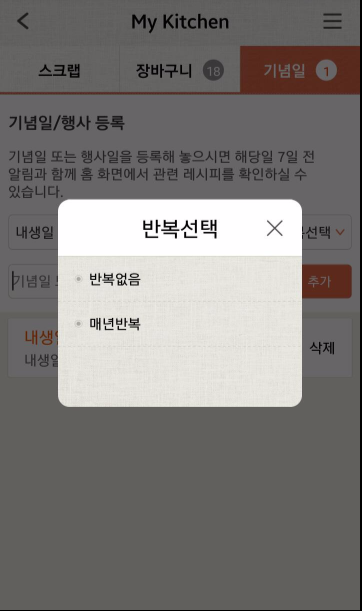 My Kitchen
스크랩 장바구니 18 기념일 1
기념일/행사 등록
기념일 또는 행사일을 등록해 놓으시면 해당일 7일 전
알림과 함께 홈 화면에서 관련 레시피를 확인하실 수
있습니다.
반복선택
내생일 선택
반복없음
기념일 추가
매년반복
내생
내생일 삭제